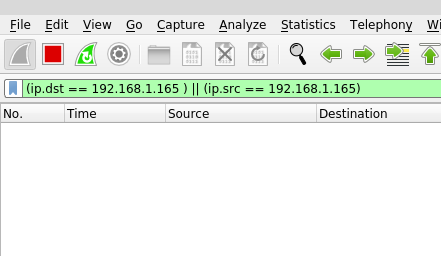 File Edit View Go Capture Analyze Statistics Telephony Wi
(ip.dst == 192.168.1.165 ) || (ip.src == 192.168.1.165)
No. Time Source Destination